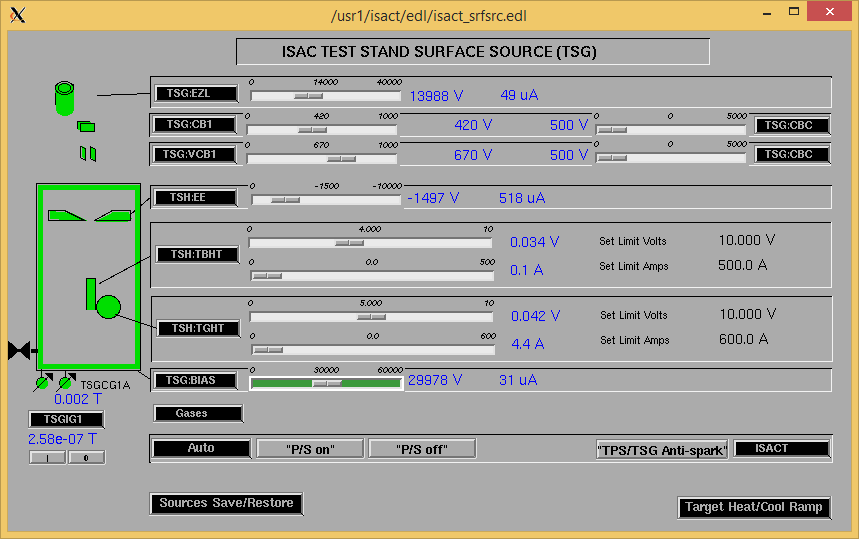 /usr1/isact/edl/isact_srfsrc.edl
ISAC TEST STAND SURFACE SOURCE (TSG)
0 14000 40000
TSG:EZL 13988 V 49 uA
0 420 1000 0 0 5000
TSG:CB1 420 V 500 V TSG:CBC
0 670 1000 0 0 5000
TSG:VCB1 670 V 500 V TSG:CBC
0 -1500 -10000
TSH:EE -1497 V 518 uA
0 4.000 10
0.034 V Set Limit Volts 10.000 V
TSH:TBHT
0 0.0 500
0.1 A Set Limit Amps 500.0 A
0 5.000 10
0.042 V Set Limit Volts 10.000 V
TSH:TGHT
0 0.0 600
4.4 A Set Limit Amps 600.0 A
0 30000 60000
TSG:BIAS 29978 V 31 uA
TSGCG1A
0.002 T
TSGIG1
2.58e-07 T
I 0
Gases
Auto "P/S on" "P/S off" "TPS/TSG Anti-spark" ISACT
Sources Save/Restore
Target Heat/Cool Ramp